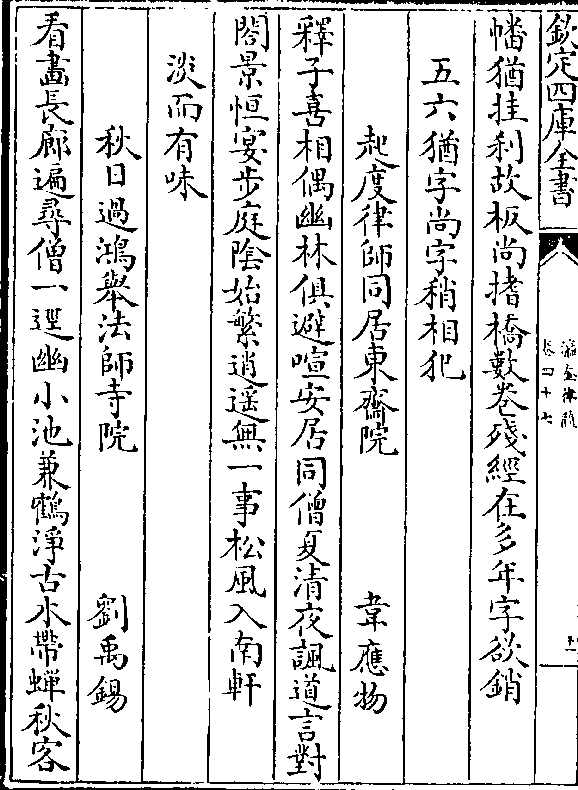 欽定四庫全書
瀛奎律髓
卷四十七
幡猶挂刹故板尚揩橋數卷殘經在多年字欲銷
五六猶字尚字稍相犯
起度律師同居東齋院 韋應物
釋子喜相偶幽林俱避喧安居同僧夏清夜諷道言對
閣景恒宴步庭陰始繁逍遥無一事松風入南軒
淡而有味
秋日過鴻舉法師寺院 劉禹錫
看畫長廊遍尋僧一逕幽小池兼鶴淨古木帶蟬秋客